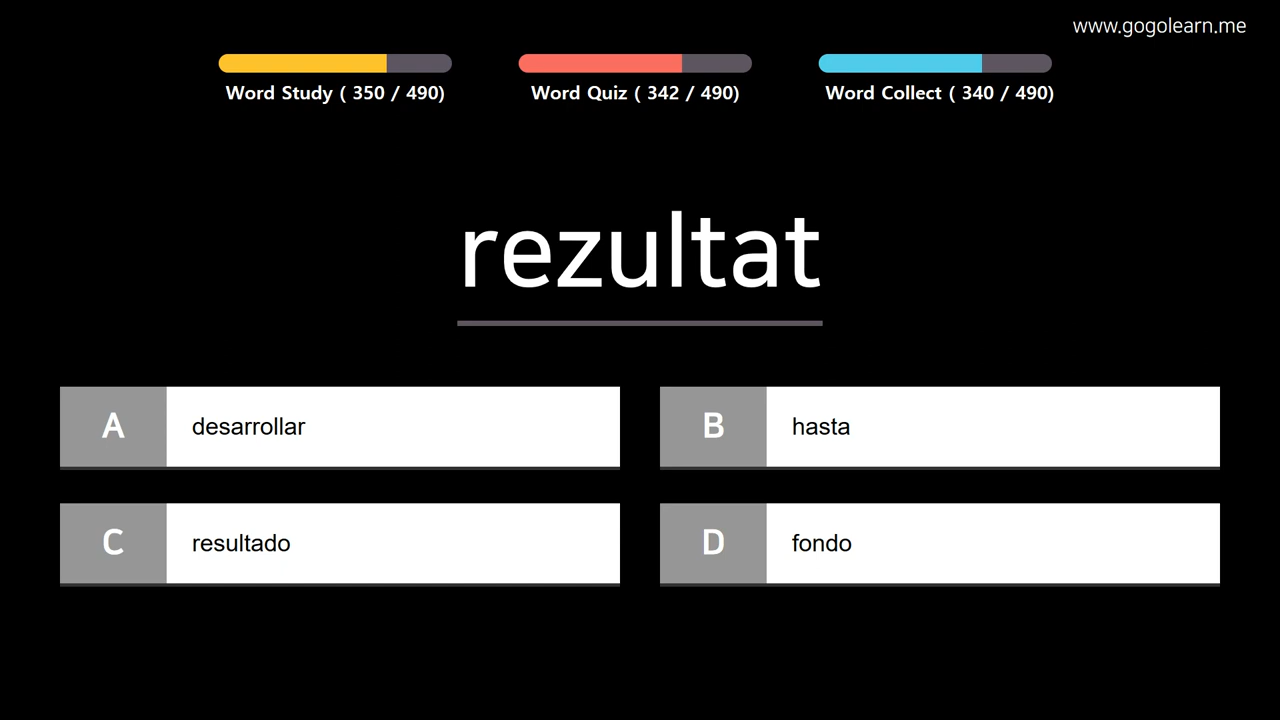 www.gogolearn.me
Word Study ( 350 / 490)
Word Quiz ( 342 / 490)
Word Collect ( 340 / 490)
rezultat
A desarrollar
B hasta
C resultado
D fondo